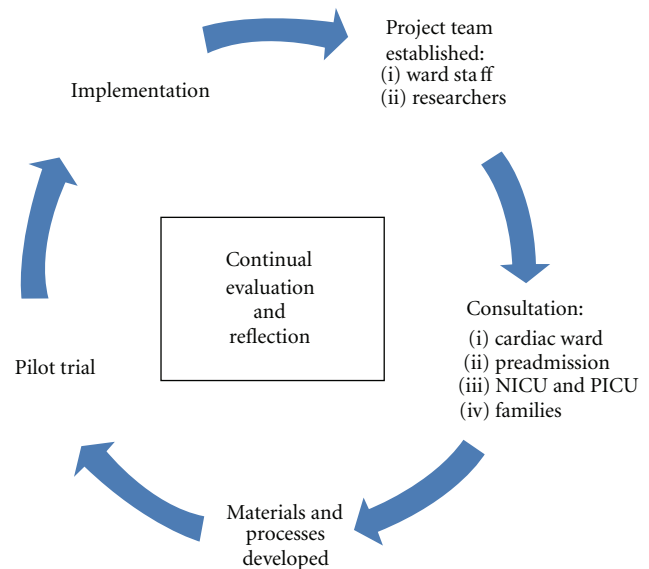 Project team
established:
(i) ward staff
(ii) researchers
Consultation:
(i) cardiac ward
(ii) preadmission
(iii) NICU and PICU
(iv) families
Materials and
processes
developed
Pilot trial
Implementation
Continual
evaluation
and
reflection